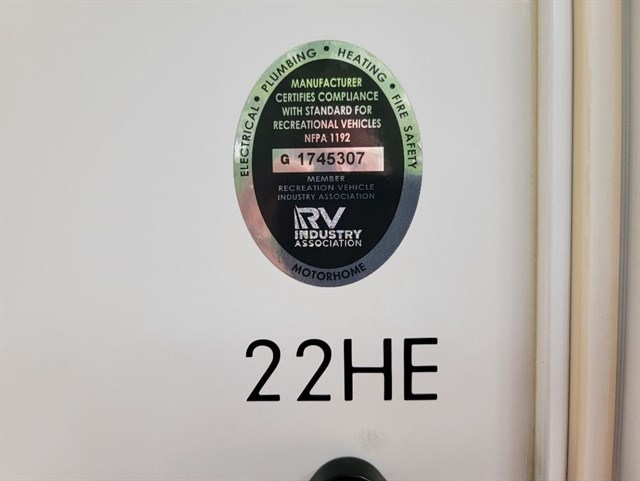 ELECTRICAL • PLUMBING • HEATING • FIRE SAFETY
MANUFACTURER
CERTIFIES COMPLIANCE
WITH STANDARD FOR
RECREATIONAL VEHICLES
NFPA 1192
G 1745307
MEMBER
RECREATION VEHICLE
INDUSTRY ASSOCIATION
RV
INDUSTRY
ASSOCIATION
MOTORHOME
22HE